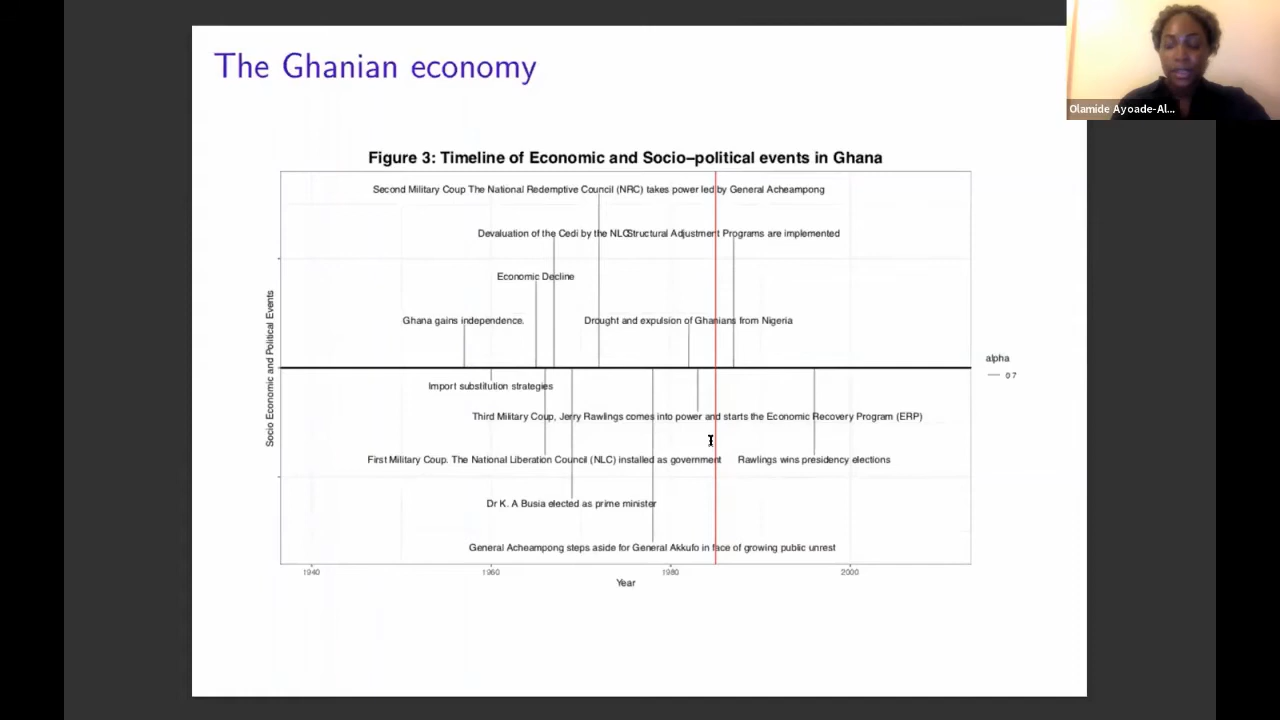 The Ghanian economy
Olamide Ayoade-Al...
Figure 3: Timeline of Economic and Socio–political events in Ghana
Second Military Coup The National Redemptive Council (NRC) takes power led by General Acheampong
Devaluation of the Cedi by the NLC
Structural Adjustment Programs are implemented
Economic Decline
Ghana gains independence.
Drought and expulsion of Ghanians from Nigeria
Socio Economic and Political Events
alpha
0.7
Import substitution strategies
Third Military Coup, Jerry Rawlings comes into power and starts the Economic Recovery Program (ERP)
First Military Coup. The National Liberation Council (NLC) installed as government
Rawlings wins presidency elections
Dr K. A Busia elected as prime minister
General Acheampong steps aside for General Akkufo in face of growing public unrest
1940 1960 1980 2000
Year